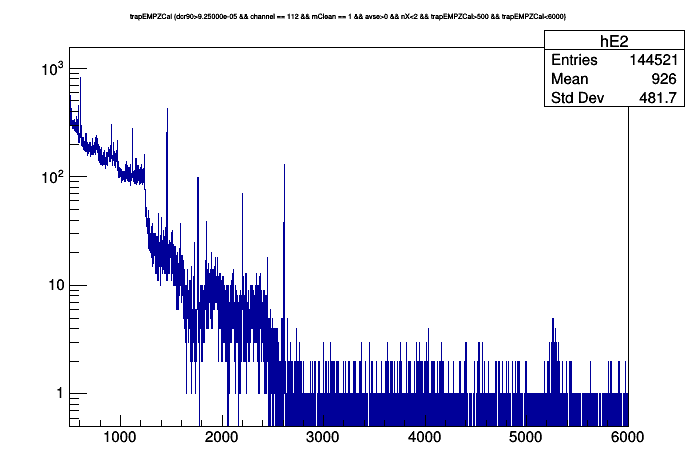 trapEMPZCal {dcr90>9.25000e-05 && channel == 112 && mClean == 1 && avse>0 && nX<2 && trapEMPZCal>500 && trapEMPZCal<6000}
hE2
Entries 144521
Mean 926
Std Dev 481.7
10³
10²
10
1
1000 2000 3000 4000 5000 6000